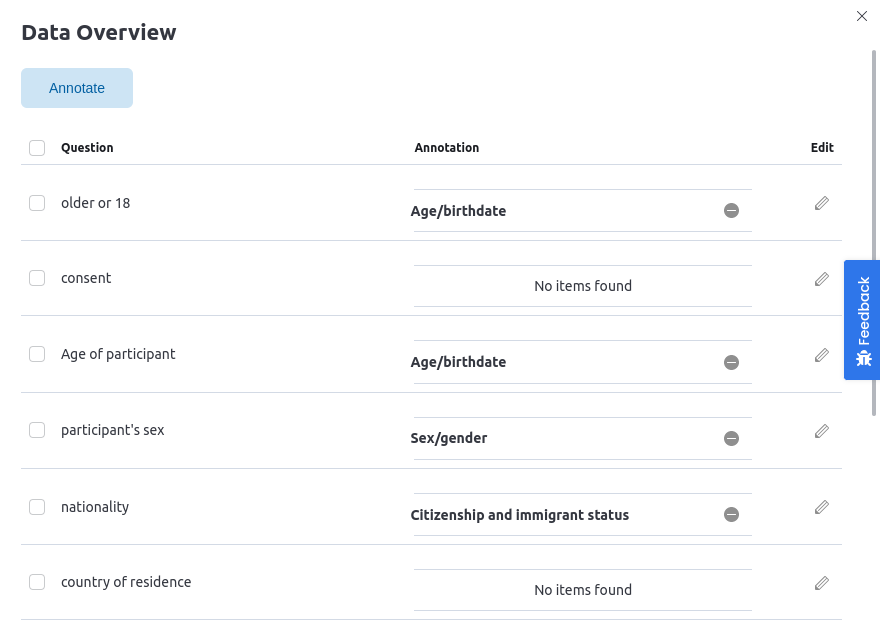 Data Overview
Annotate
Question Annotation Edit
older or 18 Age/birthdate
consent No items found
Age of participant Age/birthdate
participant's sex Sex/gender
nationality Citizenship and immigrant status
country of residence No items found
Feedback